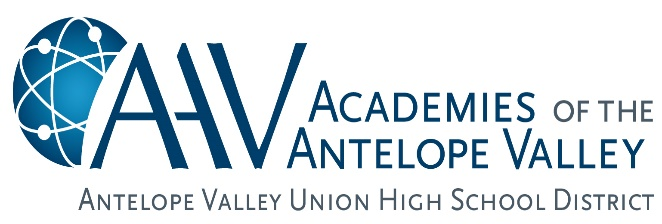 AAV ACADEMIES OF THE
ANTELOPE VALLEY
ANTELOPE VALLEY UNION HIGH SCHOOL DISTRICT